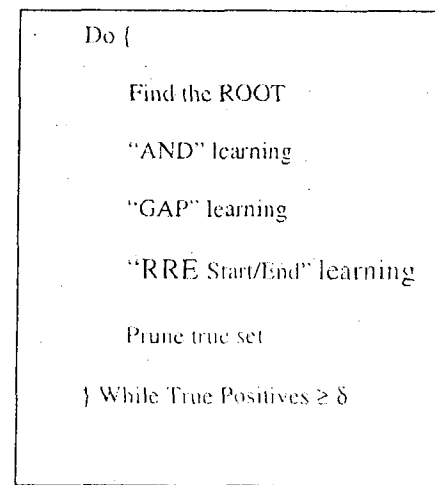 Do {
Find the ROOT
“AND” learning
“GAP” learning
“RRE Start/End” learning
Prune true set
} While True Positives ≥ δ